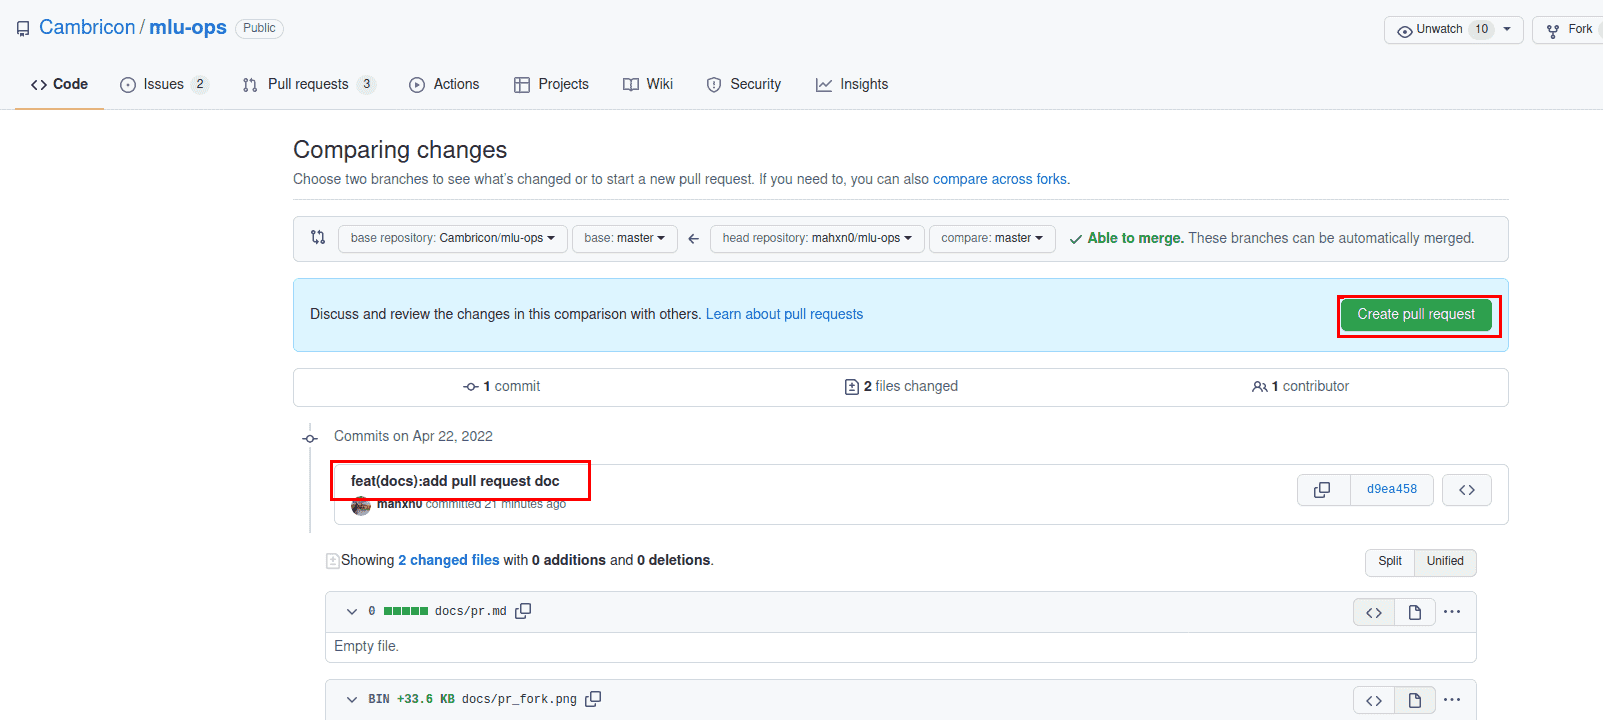 Cambricon / mlu-ops Public
Unwatch 10 Fork
Code Issues 2 Pull requests 3 Actions Projects Wiki Security Insights
Comparing changes
Choose two branches to see what's changed or to start a new pull request. If you need to, you can also compare across forks.
base repository: Cambricon/mlu-ops base: master head repository: mahxn0/mlu-ops compare: master Able to merge. These branches can be automatically merged.
Discuss and review the changes in this comparison with others. Learn about pull requests Create pull request
1 commit 2 files changed 1 contributor
Commits on Apr 22, 2022
feat(docs):add pull request doc
mahxn0 committed 21 minutes ago
d9ea458
Showing 2 changed files with 0 additions and 0 deletions.
Split Unified
0 docs/pr.md
Empty file.
BIN +33.6 KB docs/pr_fork.png